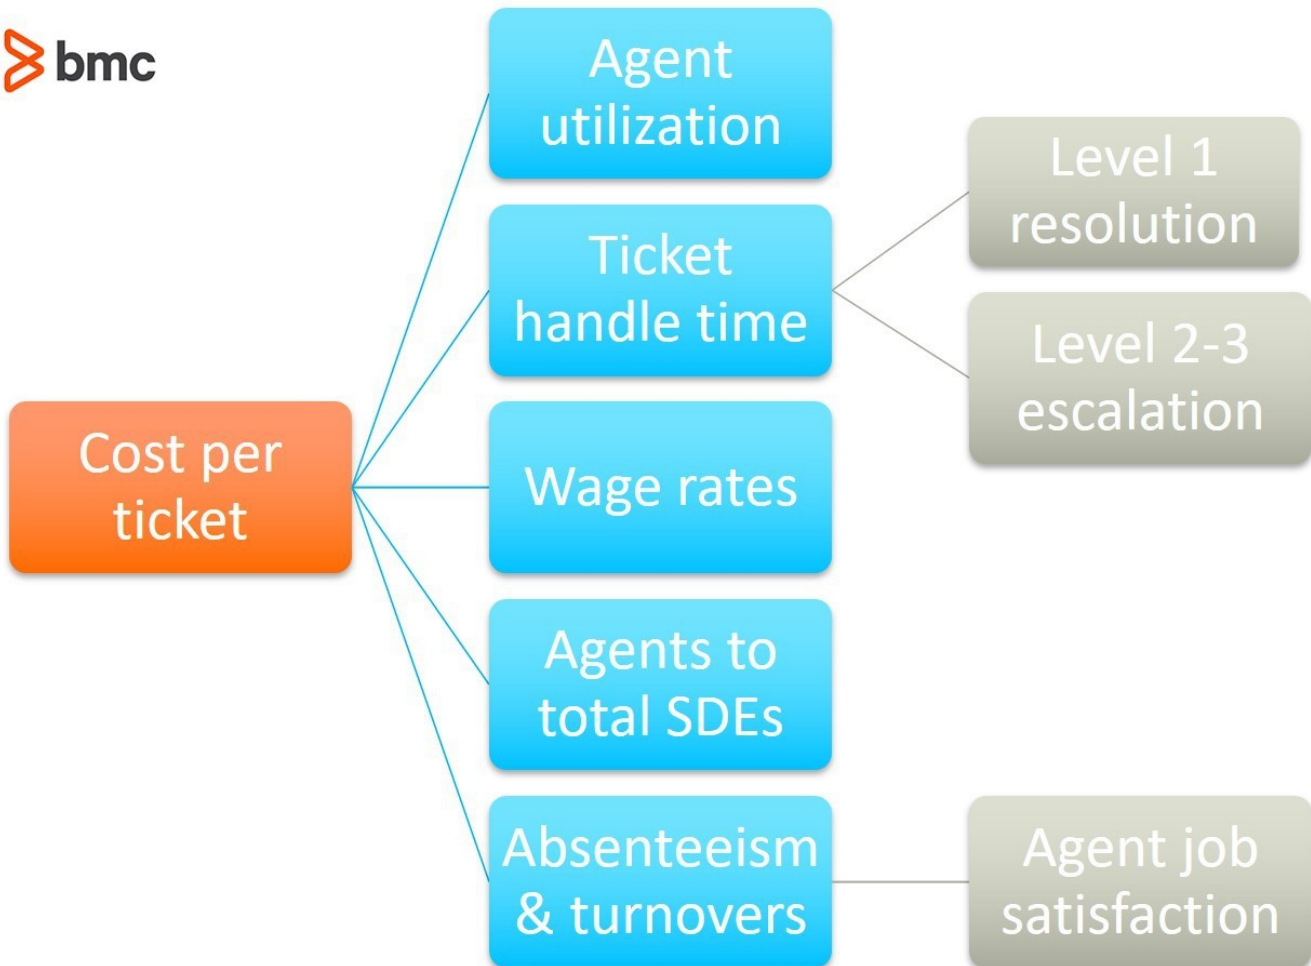 bmc
Agent
utilization
Ticket
handle time
Level 1
resolution
Level 2-3
escalation
Cost per
ticket
Wage rates
Agents to
total SDEs
Absenteeism
& turnovers
Agent job
satisfaction